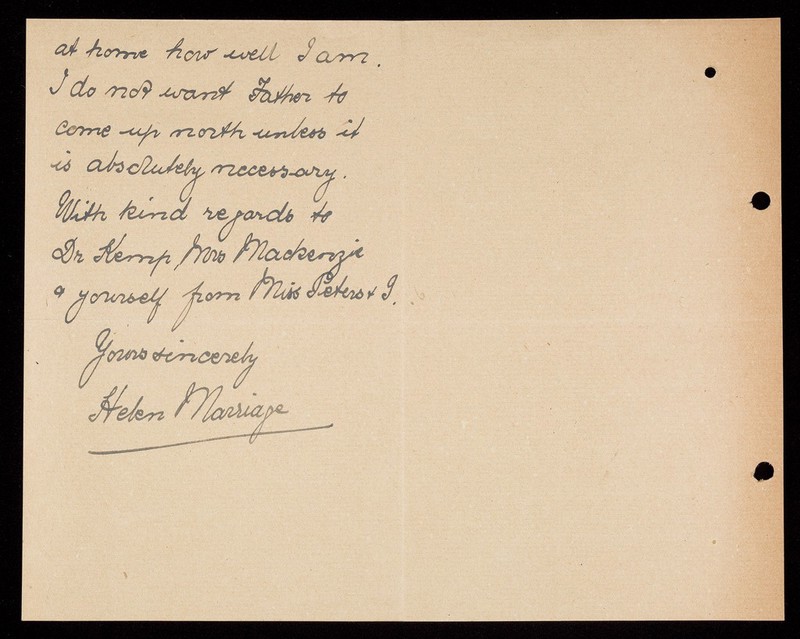 at home how well I am.
I do not want Father to
come up north unless it
is absolutely necessary.
With kind regards to
Dr Kemp, Mrs Mackenzie
& yourself from Miss Peters & I.
Yours sincerely
Helen Marriage